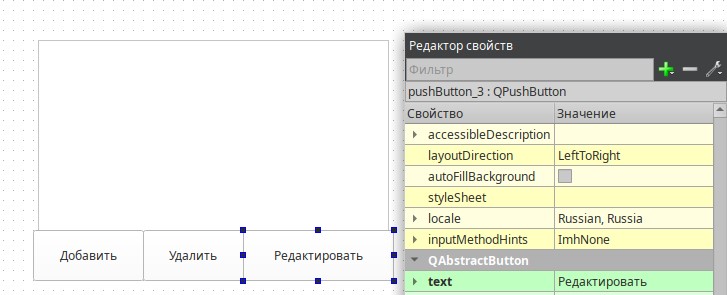 Редактор свойств
Фильтр
pushButton_3 : QPushButton
Свойство Значение
accessibleDescription
layoutDirection LeftToRight
autoFillBackground
styleSheet
locale Russian, Russia
inputMethodHints ImhNone
QAbstractButton
text Редактировать
Добавить Удалить Редактировать